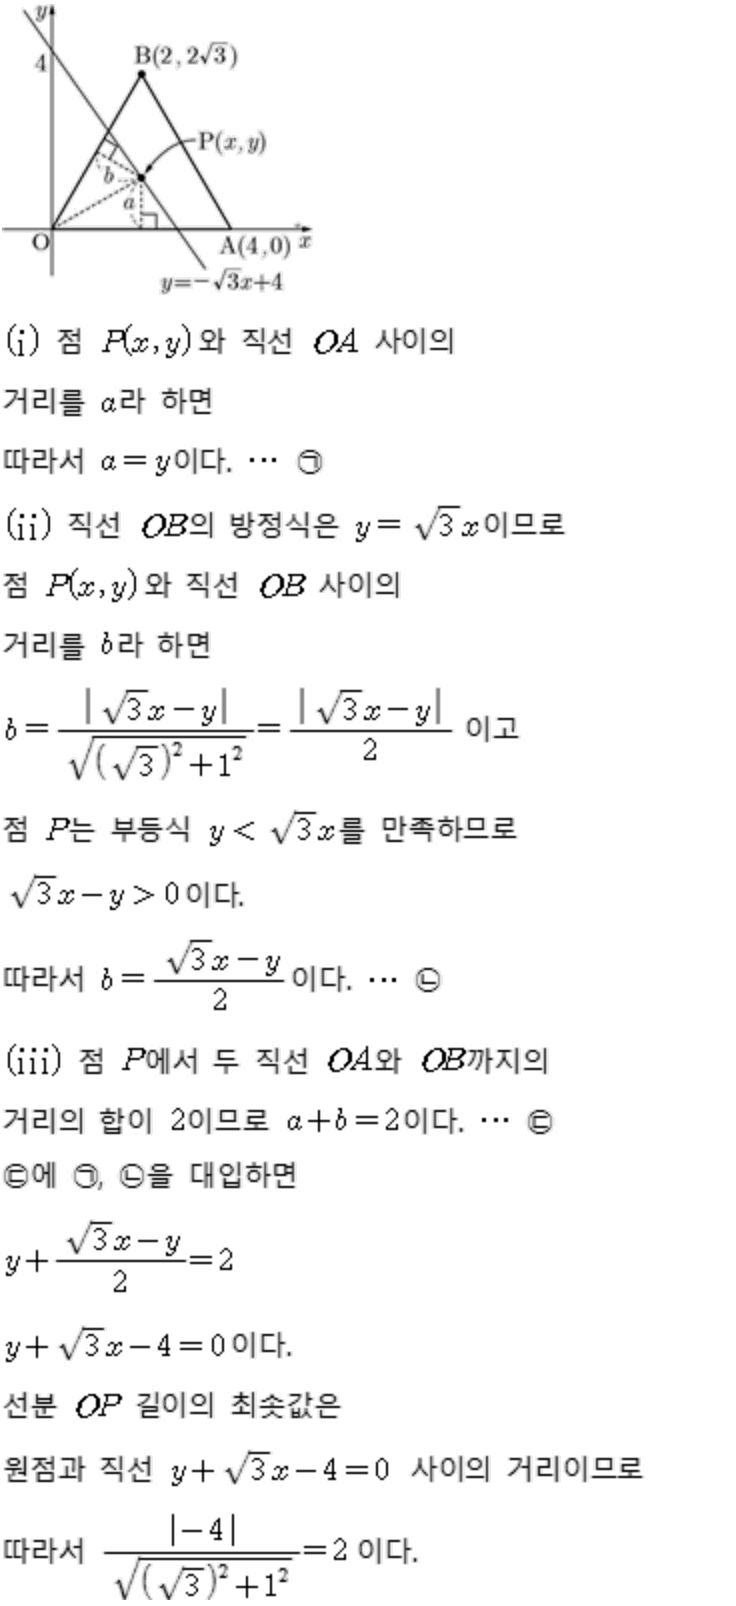 y
4
B(2, 2√3)
P(x, y)
b
a
O
A(4,0)
x
y=−√3x+4
(i) 점 P(x, y)와 직선 OA 사이의
거리를 a라 하면
따라서 a=y이다. ⋯ ㉠
(ii) 직선 OB의 방정식은 y=√3x이므로
점 P(x, y)와 직선 OB 사이의
거리를 b라 하면
b=|√3x−y|/√((√3)²+1²)=|√3x−y|/2 이고
점 P는 부등식 y<√3x를 만족하므로
√3x−y>0이다.
따라서 b=(√3x−y)/2이다. ⋯ ㉡
(iii) 점 P에서 두 직선 OA와 OB까지의
거리의 합이 2이므로 a+b=2이다. ⋯ ㉢
㉢에 ㉠, ㉡을 대입하면
y+(√3x−y)/2=2
y+√3x−4=0이다.
선분 OP 길이의 최솟값은
원점과 직선 y+√3x−4=0 사이의 거리이므로
따라서 |−4|/√((√3)²+1²)=2 이다.